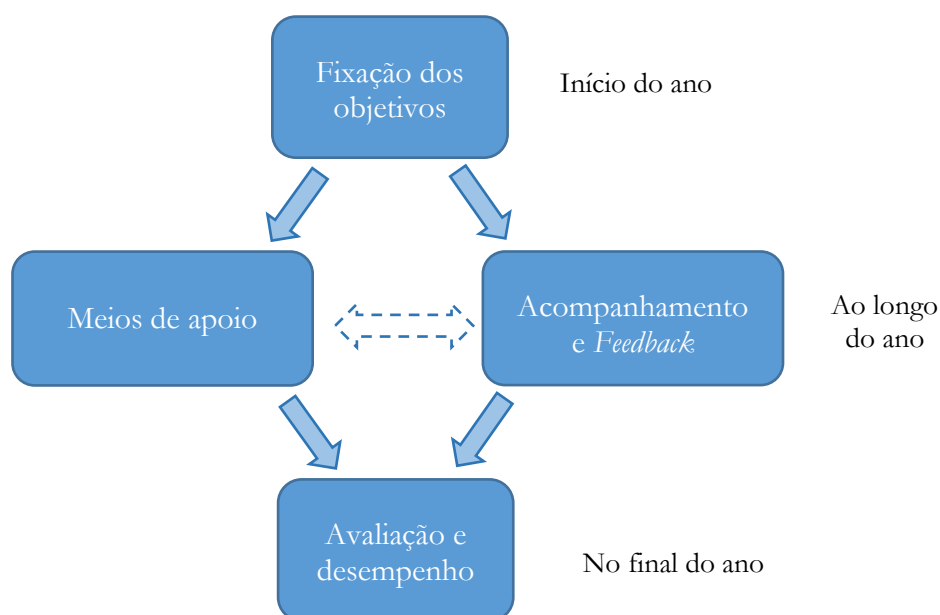 Fixação dos
objetivos
Início do ano
Meios de apoio
Acompanhamento
e Feedback
Ao longo
do ano
Avaliação e
desempenho
No final do ano